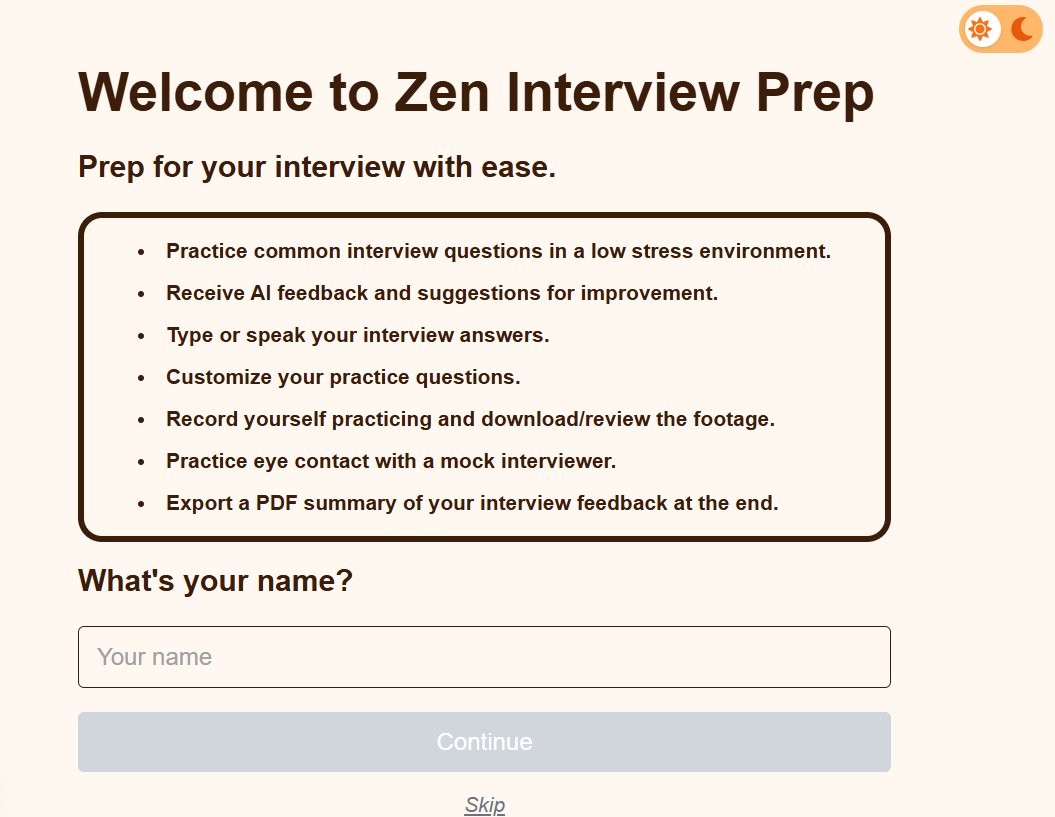 Welcome to Zen Interview Prep
Prep for your interview with ease.
• Practice common interview questions in a low stress environment.
• Receive AI feedback and suggestions for improvement.
• Type or speak your interview answers.
• Customize your practice questions.
• Record yourself practicing and download/review the footage.
• Practice eye contact with a mock interviewer.
• Export a PDF summary of your interview feedback at the end.
What's your name?
Your name
Continue
Skip